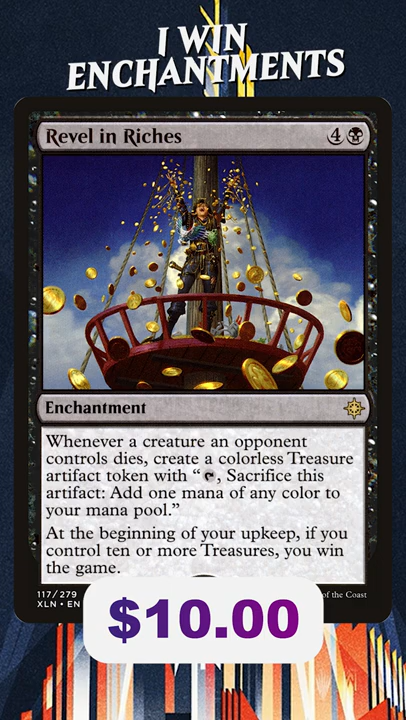 I WIN
ENCHANTMENTS
Revel in Riches 4
Enchantment
Whenever a creature an opponent
controls dies, create a colorless Treasure
artifact token with “ , Sacrifice this
artifact: Add one mana of any color to
your mana pool.”
At the beginning of your upkeep, if you
control ten or more Treasures, you win
the game.
117/279
XLN • EN
of the Coast
$10.00